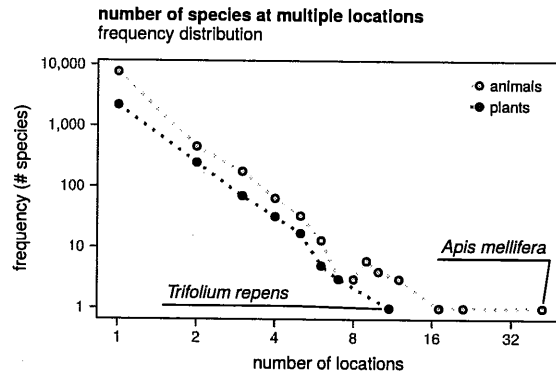 number of species at multiple locations
frequency distribution
10,000
1,000
100
10
1
frequency (# species)
animals
plants
Apis mellifera
Trifolium repens
1 2 4 8 16 32
number of locations